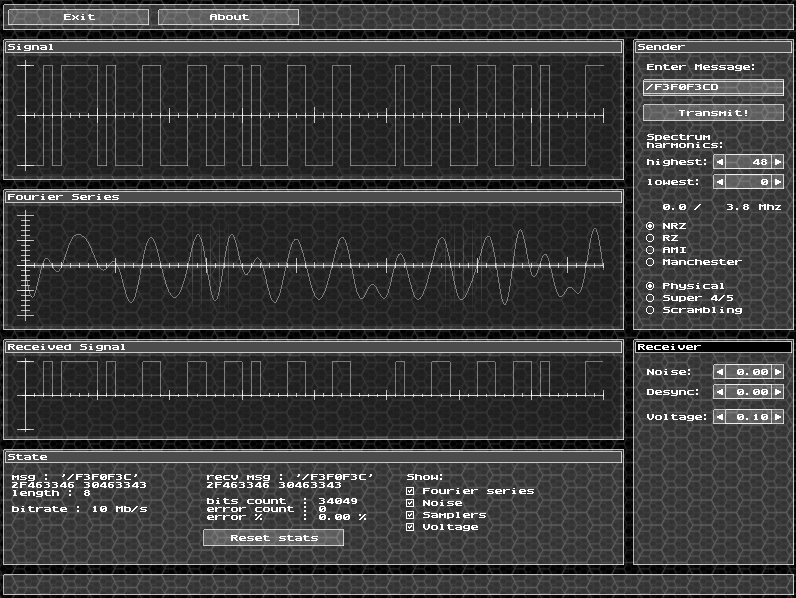 Exit
About
Signal
Sender
Enter Message:
/F3F0F3CD
Transmit!
Spectrum
harmonics:
highest: 48
lowest: 0
0.0 / 3.8 Mhz
NRZ
RZ
AMI
Manchester
Physical
Super 4/5
Scrambling
Fourier Series
Received Signal
Receiver
Noise: 0.00
Desync: 0.00
Voltage: 0.10
State
msg : '/F3F0F3C'
2F463346 30463343
length : 8
bitrate : 10 Mb/s
recv msg : '/F3F0F3C'
2F463346 30463343
bits count : 34049
error count : 0
error % : 0.00 %
Reset stats
Show:
Fourier series
Noise
Samplers
Voltage